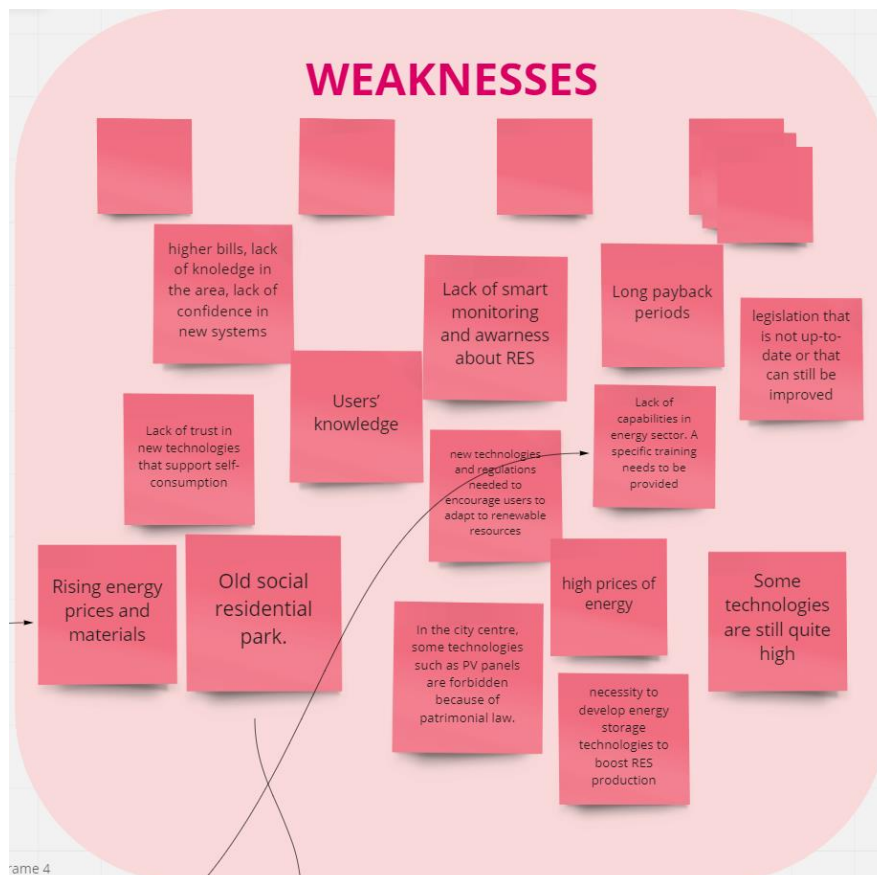 WEAKNESSES
higher bills, lack
of knoledge in
the area, lack of
confidence in
new systems
Lack of smart
monitoring
and awarness
about RES
Long payback
periods
legislation that
is not up-to-
date or that
can still be
improved
Users'
knowledge
Lack of trust in
new technologies
that support self-
consumption
new technologies
and regulations
needed to
encourage users to
adapt to renewable
resources
Lack of
capabilities in
energy sector. A
specific training
needs to be
provided
Rising energy
prices and
materials
Old social
residential
park.
high prices of
energy
Some
technologies
are still quite
high
In the city centre,
some technologies
such as PV panels
are forbidden
because of
patrimonial law.
necessity to
develop energy
storage
technologies to
boost RES
production
rame 4